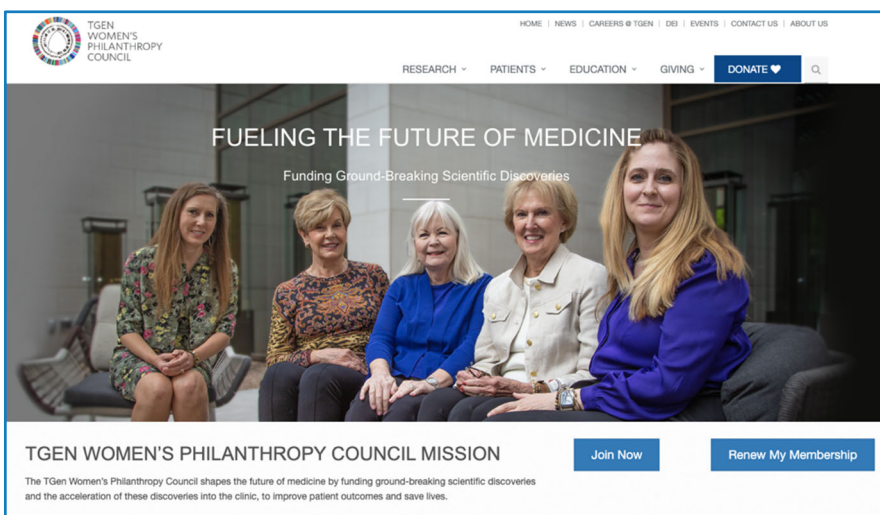 TGEN
WOMEN'S
PHILANTHROPY
COUNCIL
HOME | NEWS | CAREERS @ TGEN | DEI | EVENTS | CONTACT US | ABOUT US
RESEARCH PATIENTS EDUCATION GIVING DONATE
FUELING THE FUTURE OF MEDICINE
Funding Ground-Breaking Scientific Discoveries
TGEN WOMEN'S PHILANTHROPY COUNCIL MISSION
Join Now Renew My Membership
The TGen Women's Philanthropy Council shapes the future of medicine by funding ground-breaking scientific discoveries
and the acceleration of these discoveries into the clinic, to improve patient outcomes and save lives.